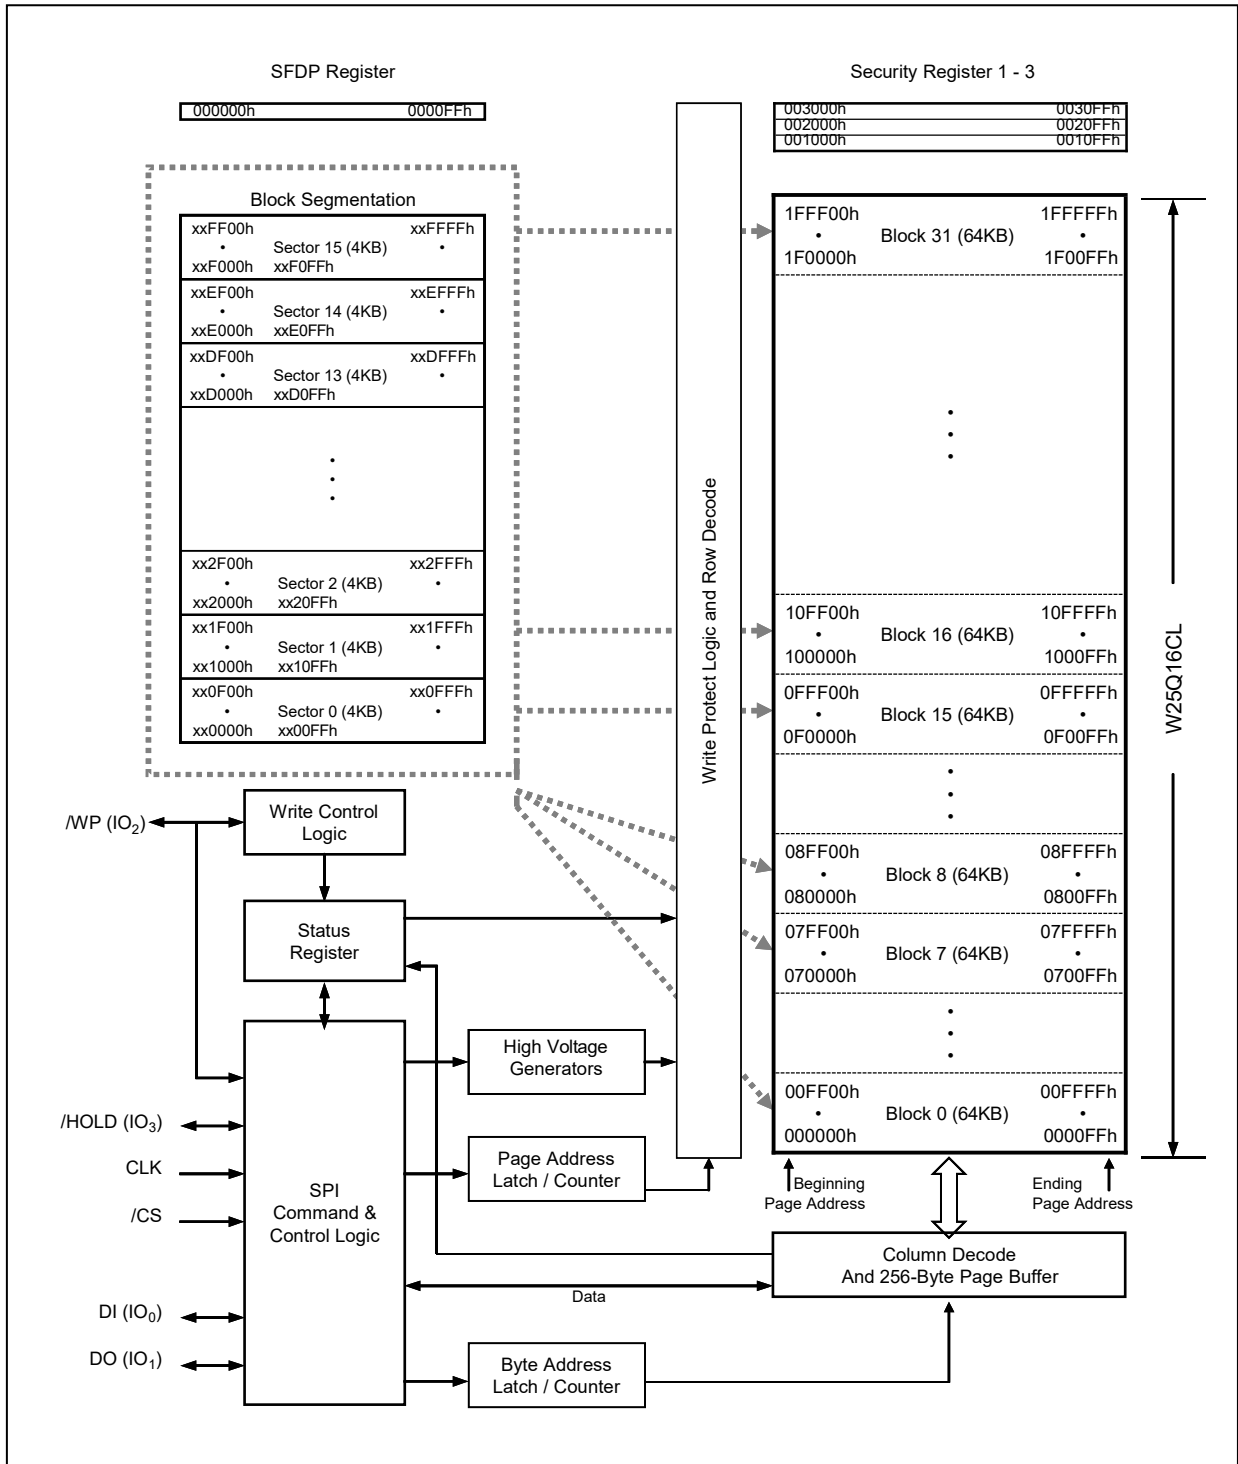 SFDP Register
000000h 0000FFh
Security Register 1 - 3
003000h 0030FFh
002000h 0020FFh
001000h 0010FFh
Block Segmentation
xxFF00h xxFFFFh
• Sector 15 (4KB) •
xxF000h xxF0FFh
xxEF00h xxEFFFh
• Sector 14 (4KB) •
xxE000h xxE0FFh
xxDF00h xxDFFFh
• Sector 13 (4KB) •
xxD000h xxD0FFh
xx2F00h xx2FFFh
• Sector 2 (4KB) •
xx2000h xx20FFh
xx1F00h xx1FFFh
• Sector 1 (4KB) •
xx1000h xx10FFh
xx0F00h xx0FFFh
• Sector 0 (4KB) •
xx0000h xx00FFh
Write Protect Logic and Row Decode
1FFF00h 1FFFFFh
• Block 31 (64KB) •
1F0000h 1F00FFh
10FF00h 10FFFFh
• Block 16 (64KB) •
100000h 1000FFh
0FFF00h 0FFFFFh
• Block 15 (64KB) •
0F0000h 0F00FFh
08FF00h 08FFFFh
• Block 8 (64KB) •
080000h 0800FFh
07FF00h 07FFFFh
• Block 7 (64KB) •
070000h 0700FFh
00FF00h 00FFFFh
• Block 0 (64KB) •
000000h 0000FFh
W25Q16CL
Beginning
Page Address
Ending
Page Address
/WP (IO2)
Write Control
Logic
Status
Register
High Voltage
Generators
/HOLD (IO3)
CLK
/CS
DI (IO0)
DO (IO1)
SPI
Command &
Control Logic
Page Address
Latch / Counter
Column Decode
And 256-Byte Page Buffer
Data
Byte Address
Latch / Counter